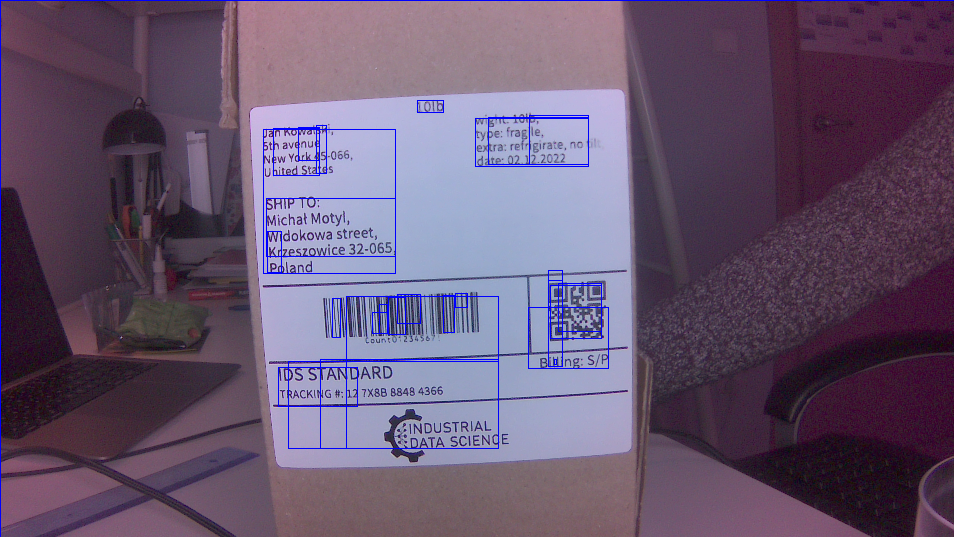 10lb
Jan Kowalski,
5th avenue
New York 45-066,
United States
wight: 10lb,
type: fragile,
extra: refrigirate, no tilt,
date: 02.12.2022
SHIP TO:
Michał Motyl,
Widokowa street,
Krzeszowice 32-065,
Poland
Count01234567!
Billing: S/P
IDS STANDARD
TRACKING #: 12 7X8B 8848 4366
INDUSTRIAL
DATA SCIENCE